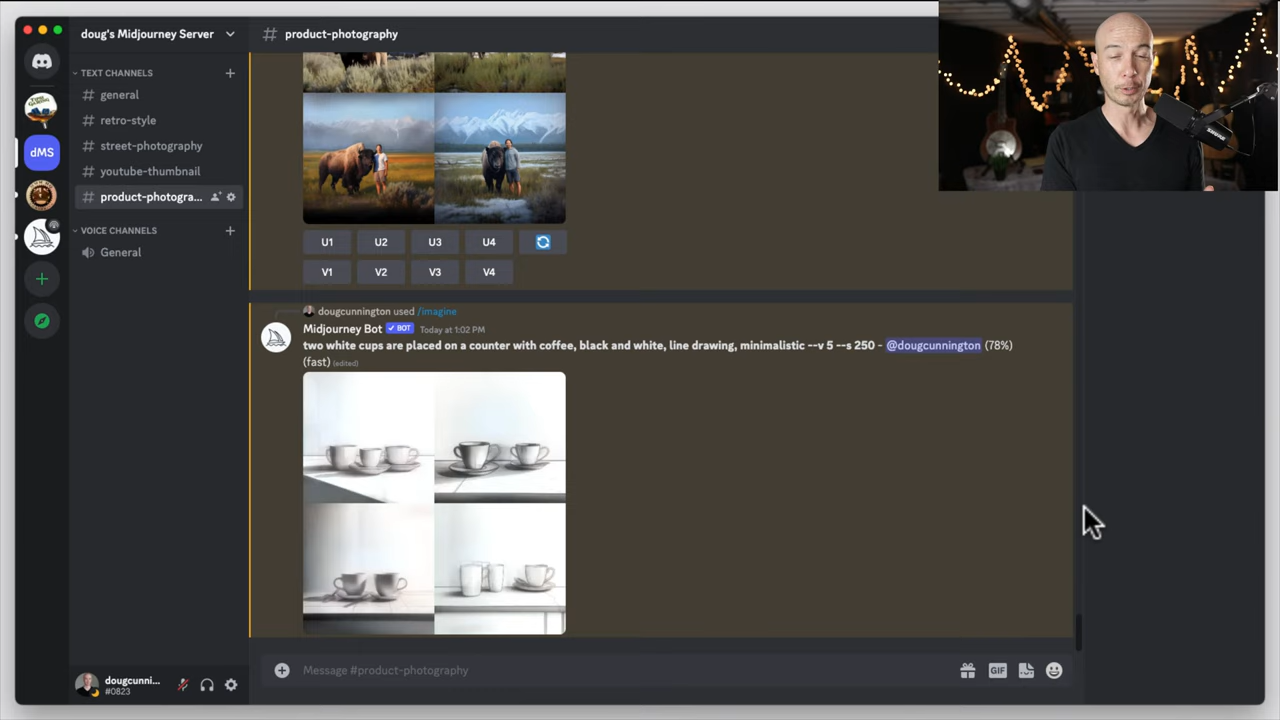 doug's Midjourney Server
# product-photography
TEXT CHANNELS
# general
# retro-style
# street-photography
# youtube-thumbnail
# product-photogra...
VOICE CHANNELS
General
dMS
U1 U2 U3 U4
V1 V2 V3 V4
dougcunnington used /imagine
Midjourney Bot ✓ BOT Today at 1:02 PM
two white cups are placed on a counter with coffee, black and white, line drawing, minimalistic --v 5 --s 250 - @dougcunnington (78%)
(fast) (edited)
Message #product-photography
GIF
dougcunni...
#0823